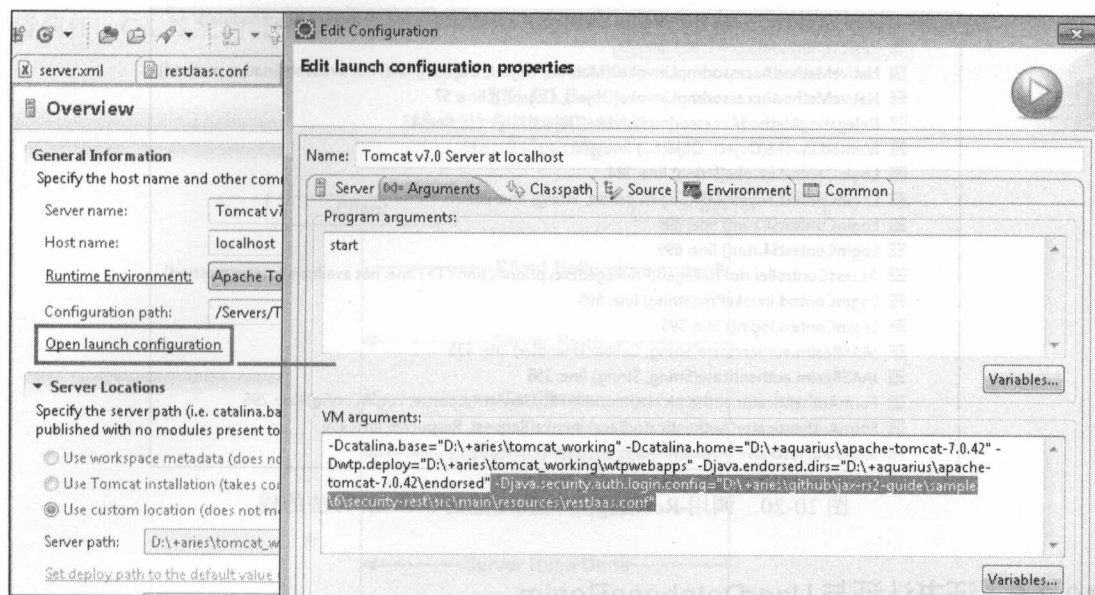 Edit Configuration
server.xml
restJaas.conf
Overview
General Information
Specify the host name and other com
Server name:
Tomcat v7
Host name:
localhost
Runtime Environment:
Apache To
Configuration path:
/Servers/T
Open launch configuration
Server Locations
Specify the server path (i.e. catalina.ba
published with no modules present to
Use workspace metadata (does no
Use Tomcat installation (takes co
Use custom location (does not m
Server path:
D:\+aries\tomcat_w
Set deploy path to the default value
Edit launch configuration properties
Name: Tomcat v7.0 Server at localhost
Server
Arguments
Classpath
Source
Environment
Common
Program arguments:
start
Variables...
VM arguments:
-Dcatalina.base="D:\+aries\tomcat_working" -Dcatalina.home="D:\+aquarius\apache-tomcat-7.0.42" -
Dwtp.deploy="D:\+aries\tomcat_working\wtpwebapps" -Djava.endorsed.dirs="D:\+aquarius\apache-
tomcat-7.0.42\endorsed" -Djava.security.auth.login.config="D:\+aries\github\jax-rs2-guide\sample
\6\security-rest\src\main\resources\restJaas.conf"
Variables...